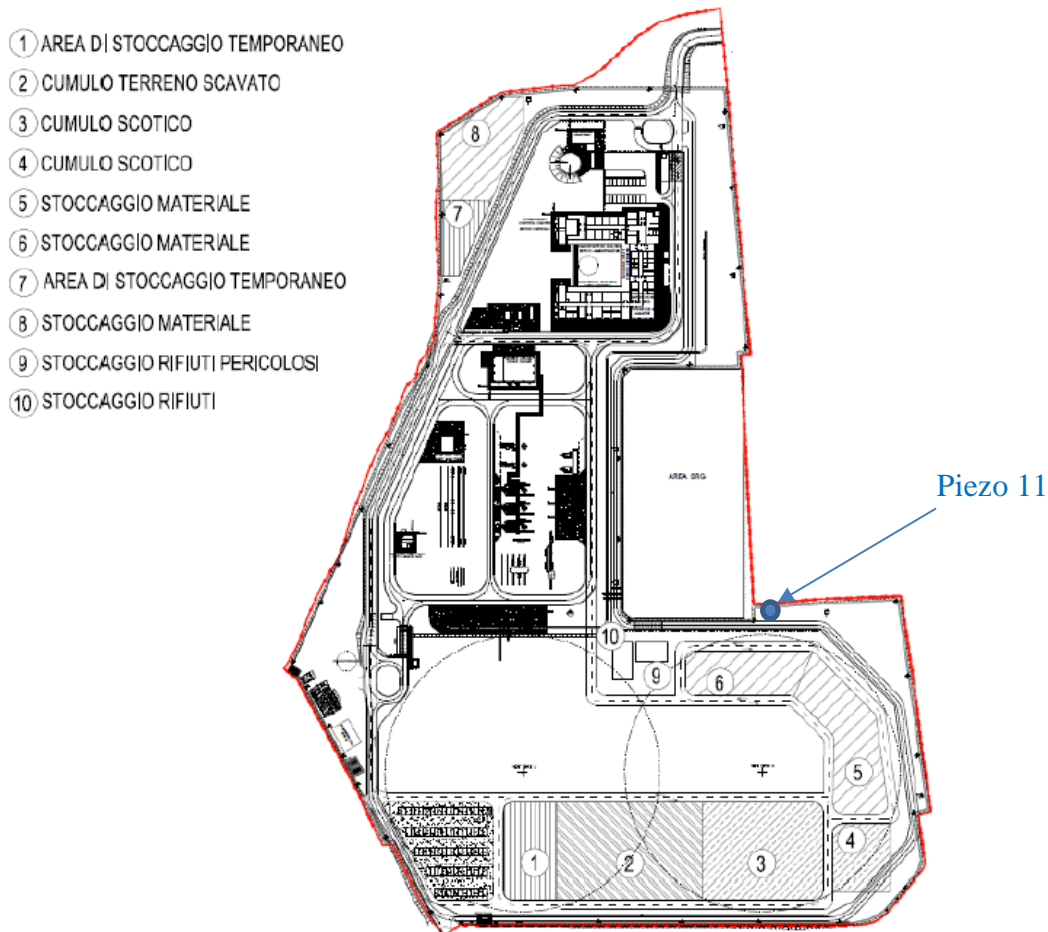 1 AREA DI STOCCAGGIO TEMPORANEO
2 CUMULO TERRENO SCAVATO
3 CUMULO SCOTICO
4 CUMULO SCOTICO
5 STOCCAGGIO MATERIALE
6 STOCCAGGIO MATERIALE
7 AREA DI STOCCAGGIO TEMPORANEO
8 STOCCAGGIO MATERIALE
9 STOCCAGGIO RIFIUTI PERICOLOSI
10 STOCCAGGIO RIFIUTI
8
7
AREA SRG
Piezo 11
10
9
6
5
4
1
2
3